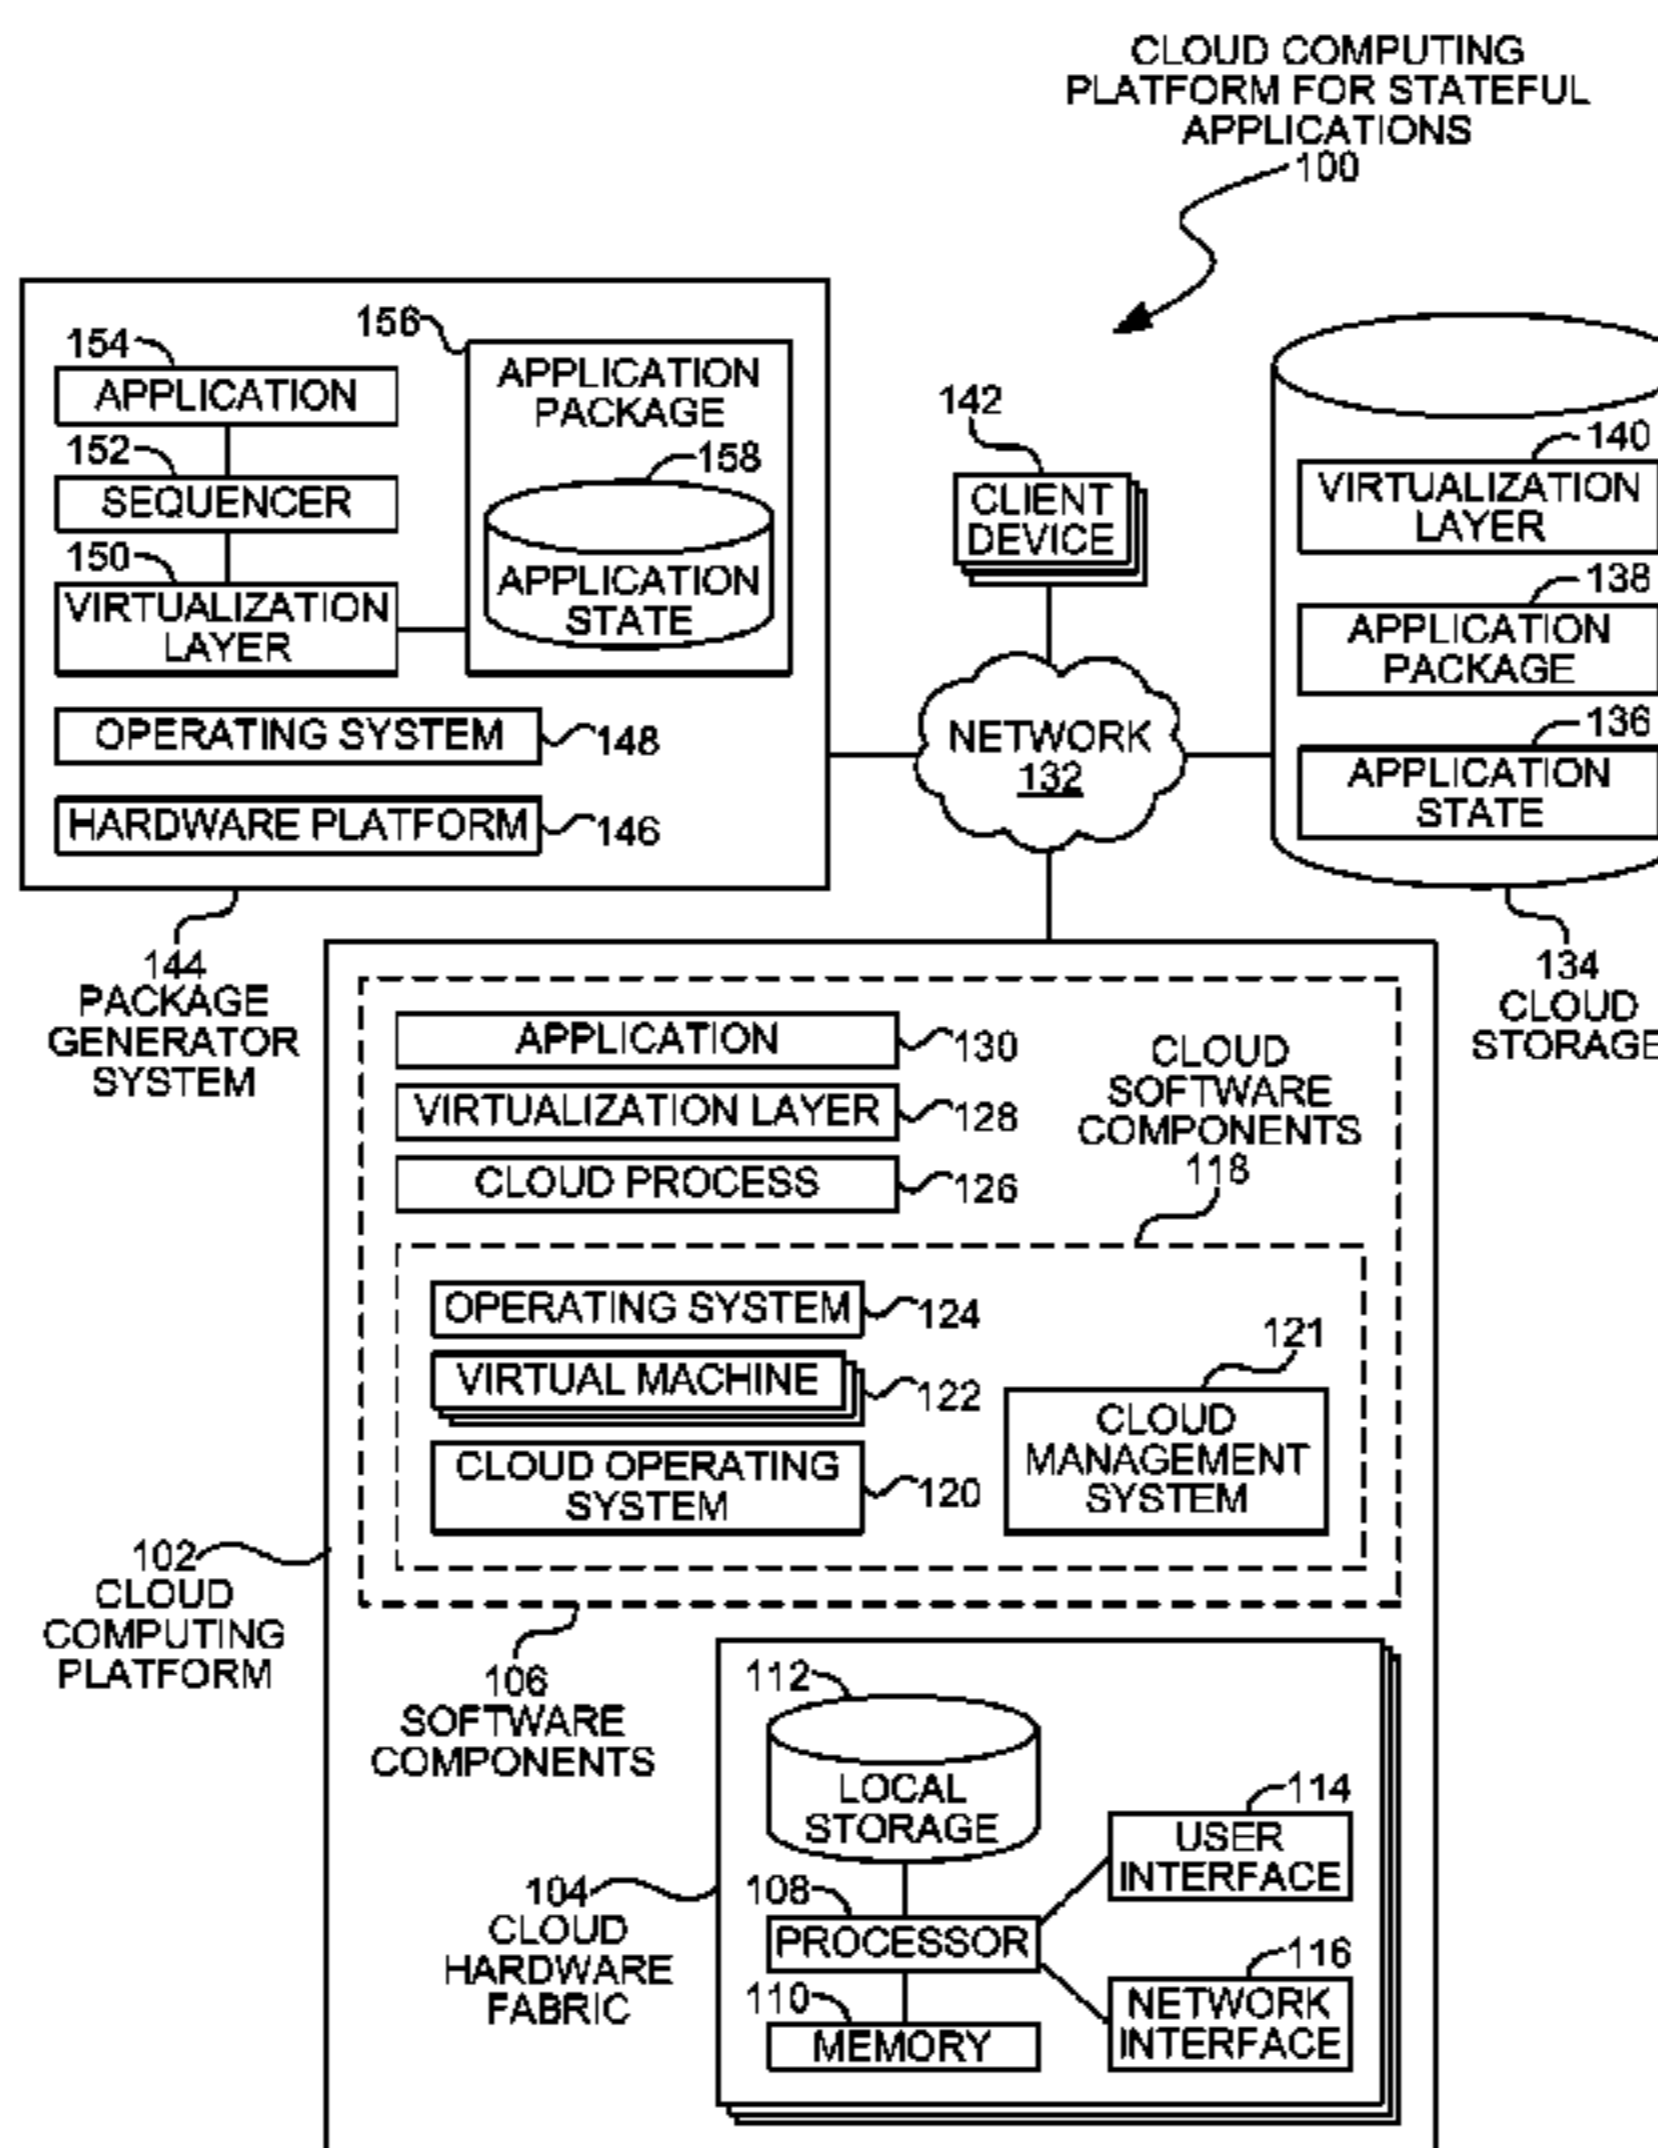 CLOUD COMPUTING
PLATFORM FOR STATEFUL
APPLICATIONS
100
154
APPLICATION
152
SEQUENCER
150
VIRTUALIZATION
LAYER
156
APPLICATION
PACKAGE
158
APPLICATION
STATE
OPERATING SYSTEM
148
HARDWARE PLATFORM
146
144
PACKAGE
GENERATOR
SYSTEM
142
CLIENT
DEVICE
NETWORK
132
140
VIRTUALIZATION
LAYER
138
APPLICATION
PACKAGE
136
APPLICATION
STATE
134
CLOUD
STORAGE
APPLICATION
130
VIRTUALIZATION LAYER
128
CLOUD PROCESS
126
CLOUD
SOFTWARE
COMPONENTS
118
OPERATING SYSTEM
124
VIRTUAL MACHINE
122
CLOUD OPERATING
SYSTEM
120
121
CLOUD
MANAGEMENT
SYSTEM
102
CLOUD
COMPUTING
PLATFORM
106
SOFTWARE
COMPONENTS
112
LOCAL
STORAGE
114
USER
INTERFACE
104
CLOUD
HARDWARE
FABRIC
108
PROCESSOR
116
NETWORK
INTERFACE
110
MEMORY